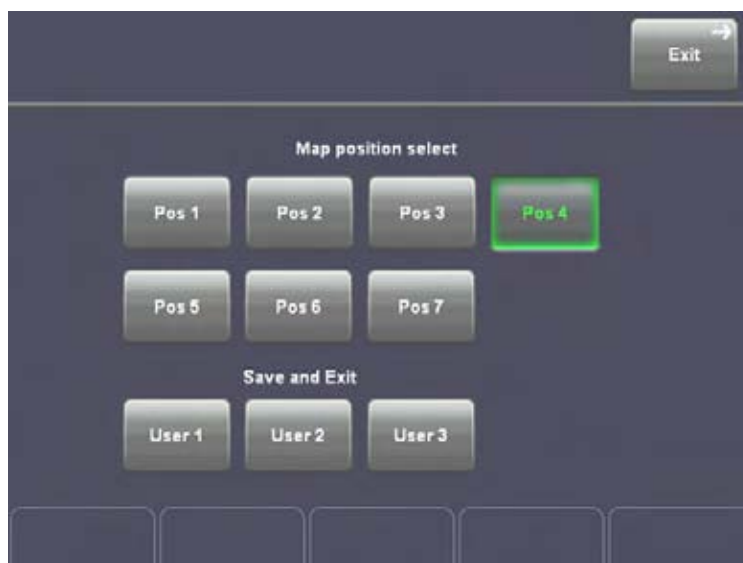 Exit
Map position select
Pos 1 Pos 2 Pos 3 Pos 4
Pos 5 Pos 6 Pos 7
Save and Exit
User 1 User 2 User 3